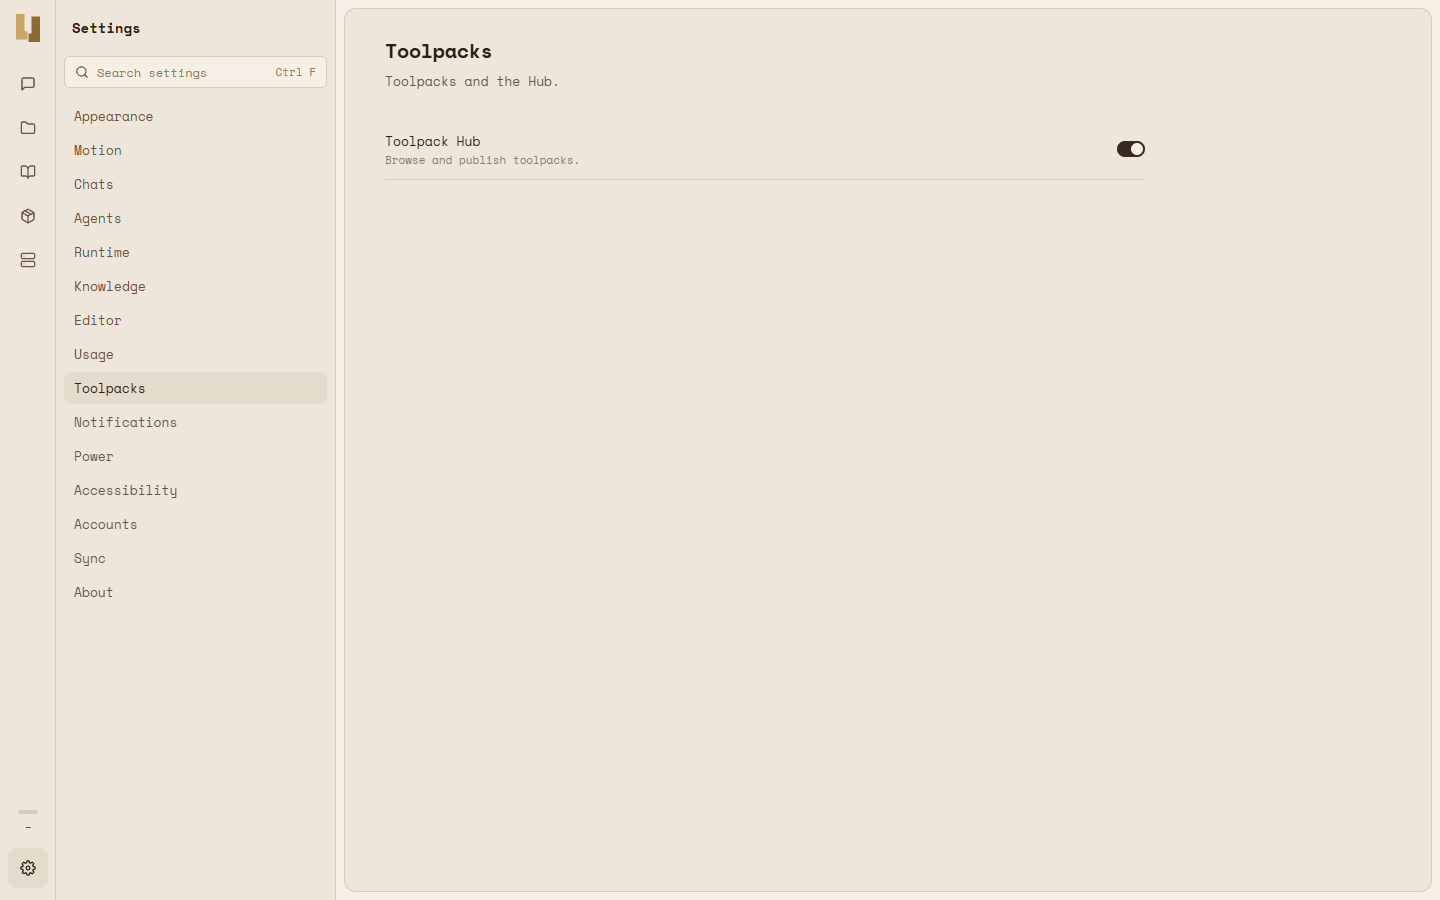 Settings
Search settings
Ctrl F
Appearance
Motion
Chats
Agents
Runtime
Knowledge
Editor
Usage
Toolpacks
Notifications
Power
Accessibility
Accounts
Sync
About
–
Toolpacks
Toolpacks and the Hub.
Toolpack Hub
Browse and publish toolpacks.